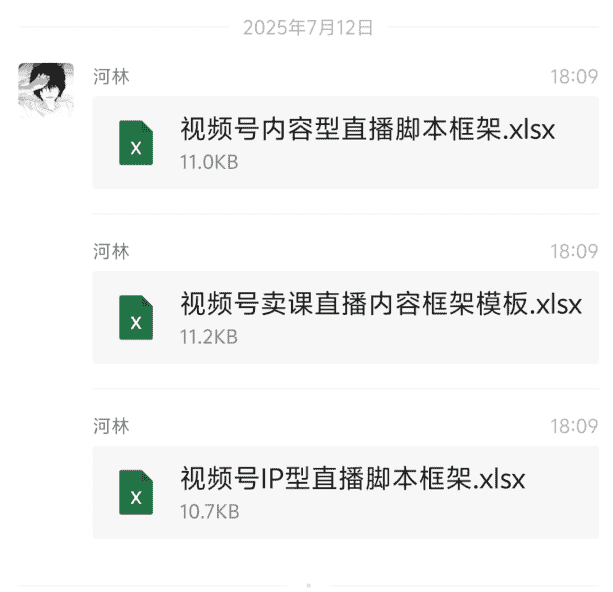 2025年7月12日
河林 18:09
视频号内容型直播脚本框架.xlsx
X
11.0KB
河林 18:09
视频号卖课直播内容框架模板.xlsx
X
11.2KB
河林 18:09
视频号IP型直播脚本框架.xlsx
X
10.7KB